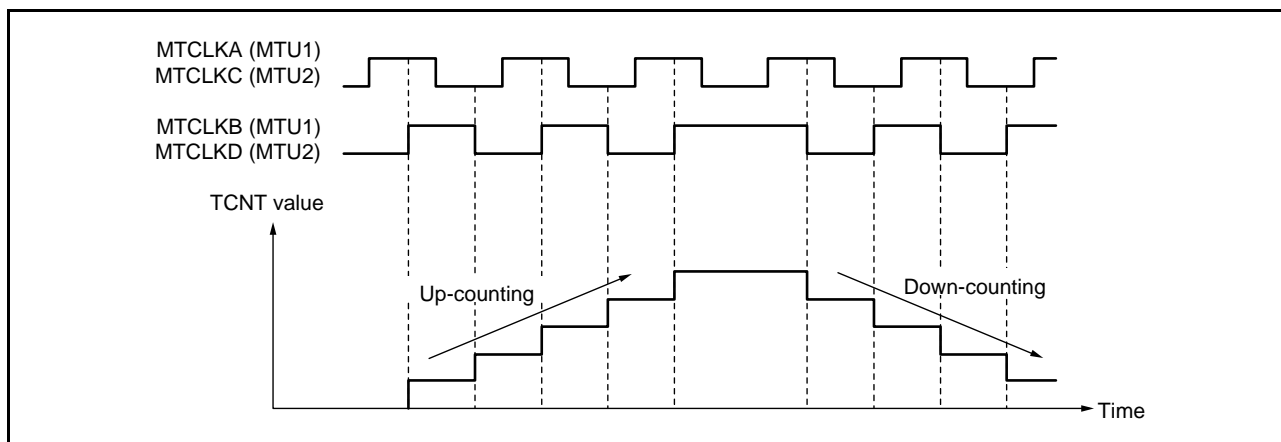 MTCLKA (MTU1)
MTCLKC (MTU2)
MTCLKB (MTU1)
MTCLKD (MTU2)
TCNT value
Up-counting
Down-counting
Time